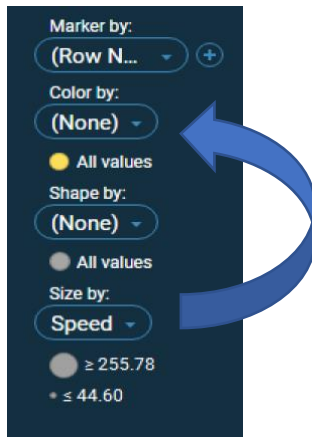 Marker by:
(Row N...
Color by:
(None)
All values
Shape by:
(None)
All values
Size by:
Speed
≥ 255.78
≤ 44.60